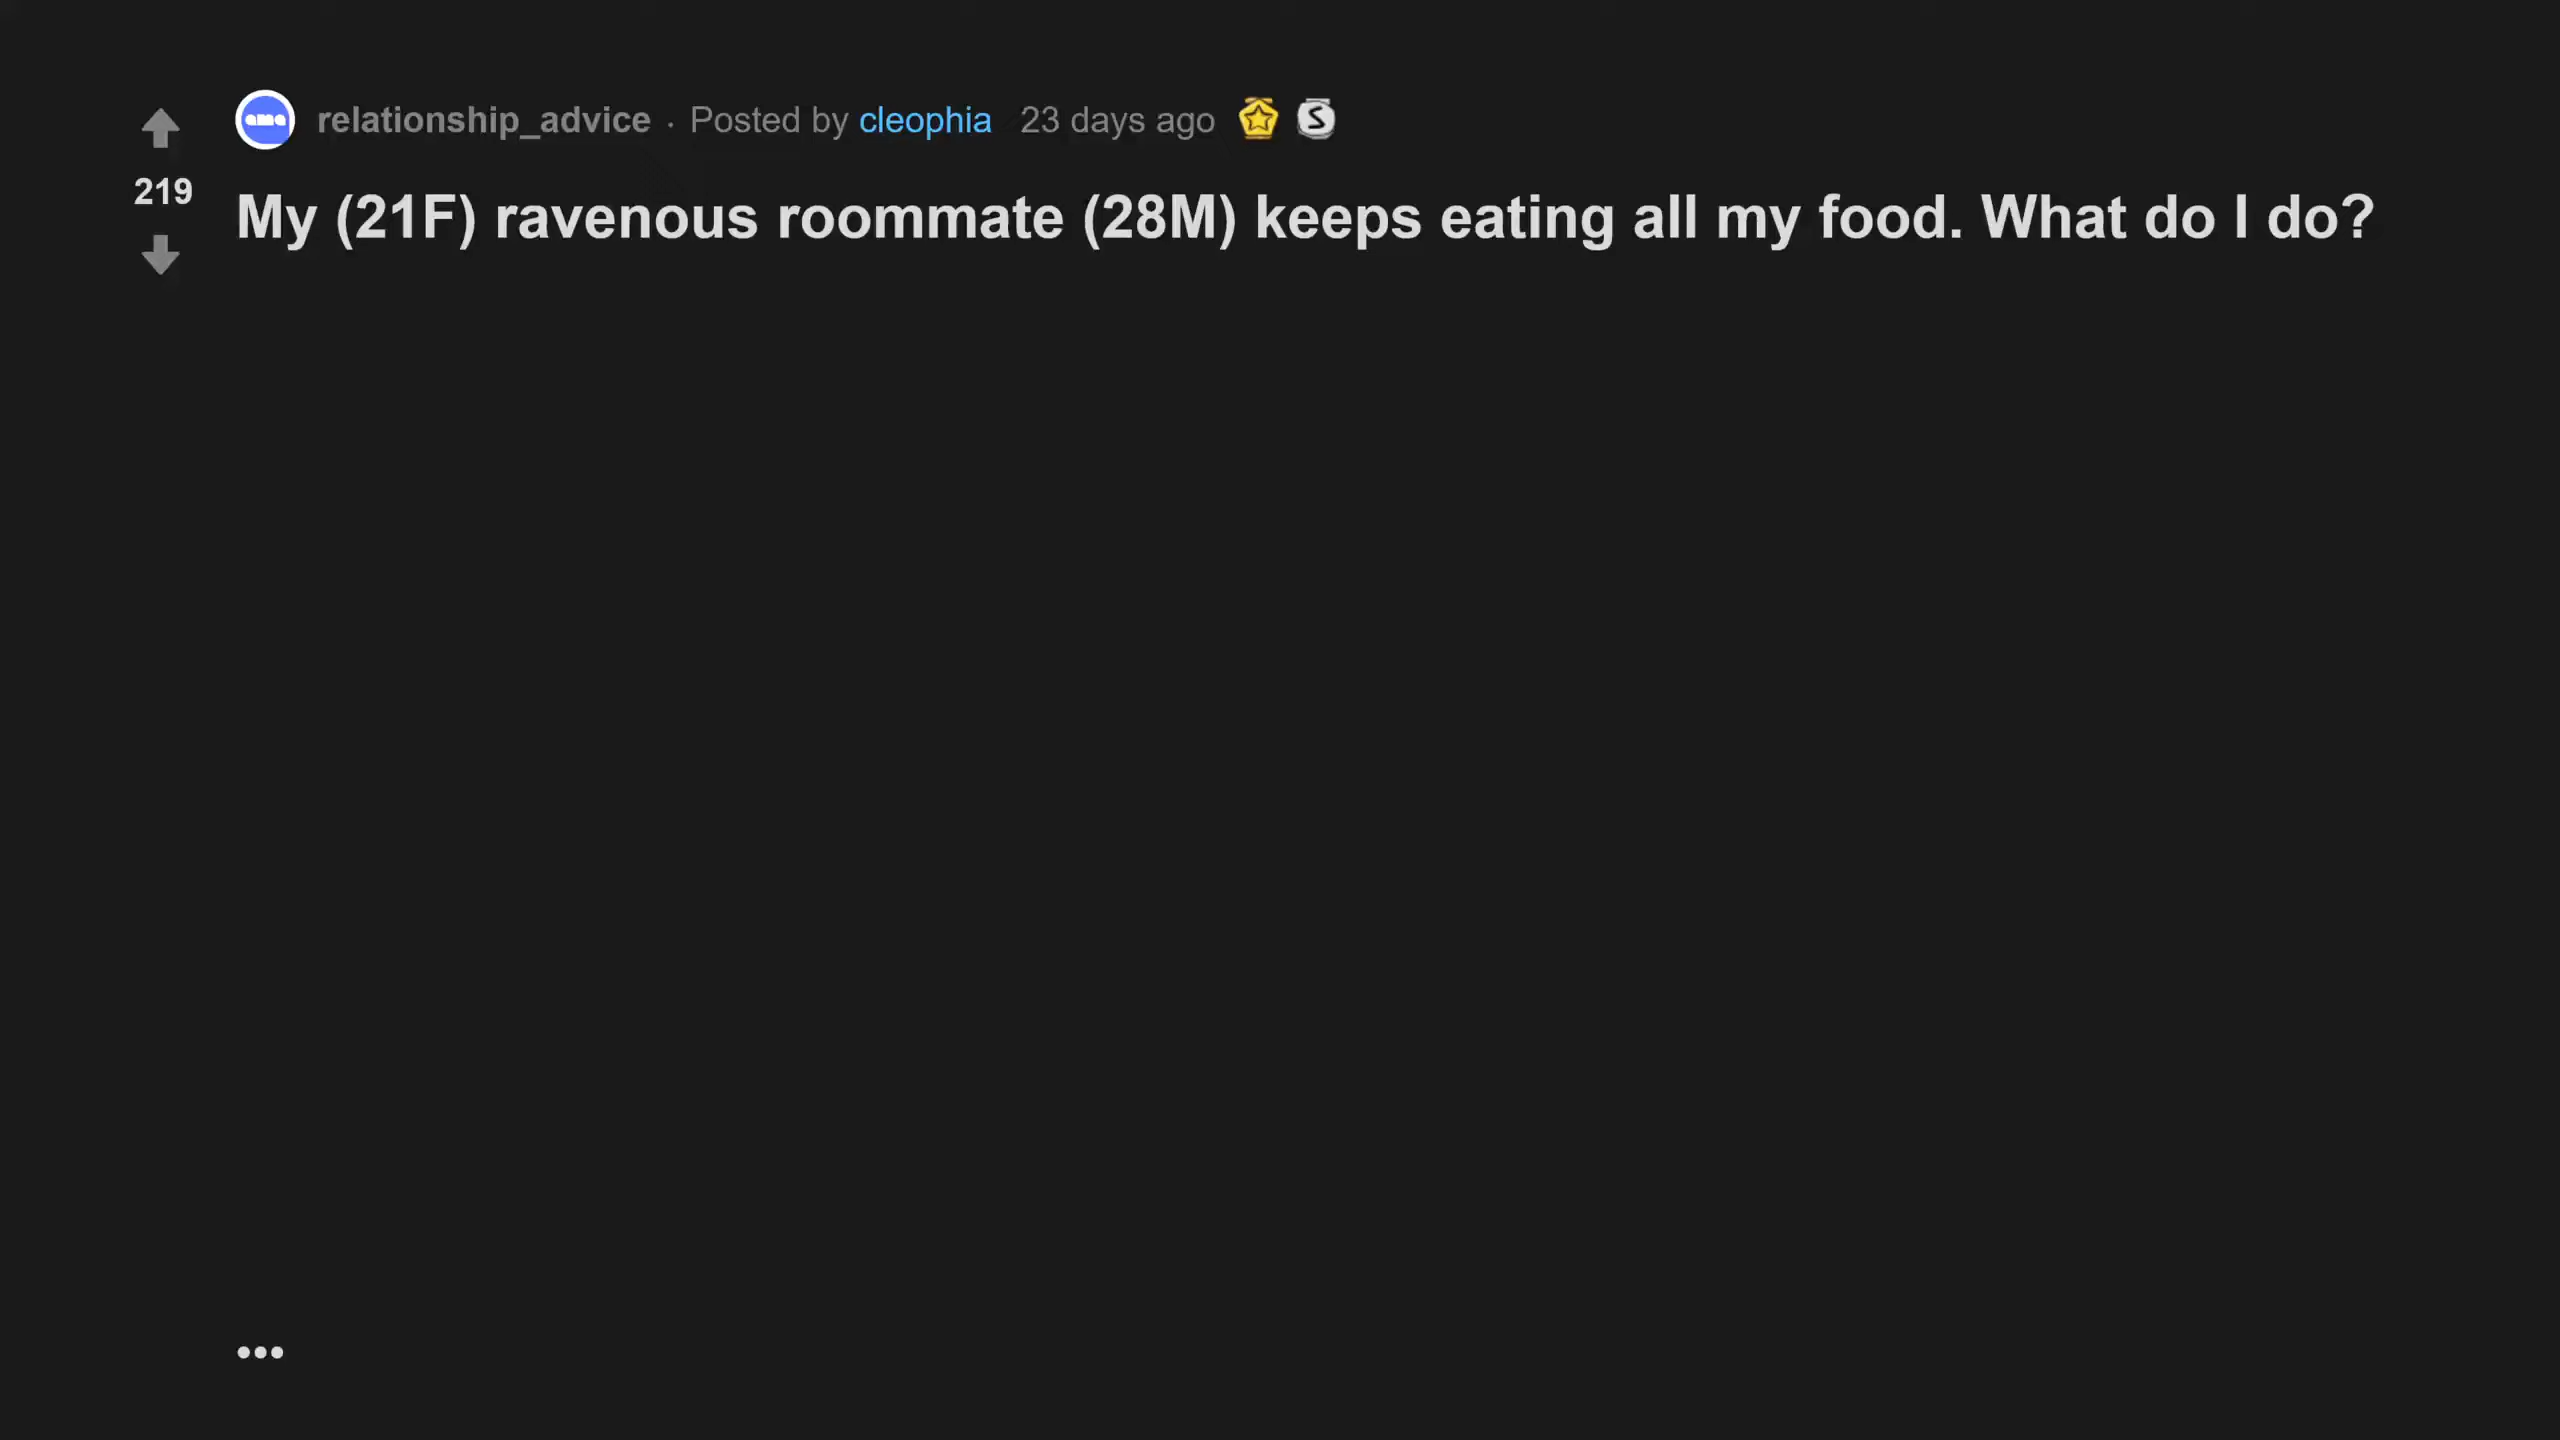 relationship_advice · Posted by cleophia 23 days ago
219
My (21F) ravenous roommate (28M) keeps eating all my food. What do I do?
•••